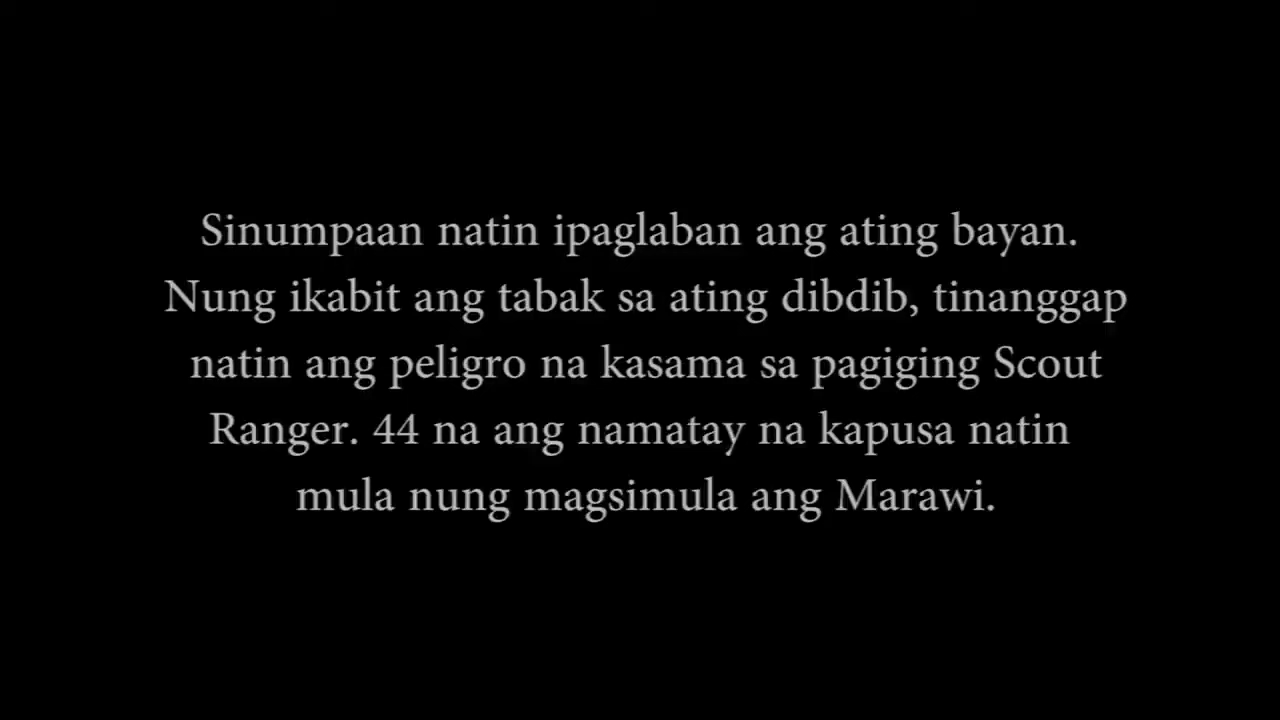 Sinumpaan natin ipaglaban ang ating bayan.
Nung ikabit ang tabak sa ating dibdib, tinanggap
natin ang peligro na kasama sa pagiging Scout
Ranger. 44 na ang namatay na kapusa natin
mula nung magsimula ang Marawi.